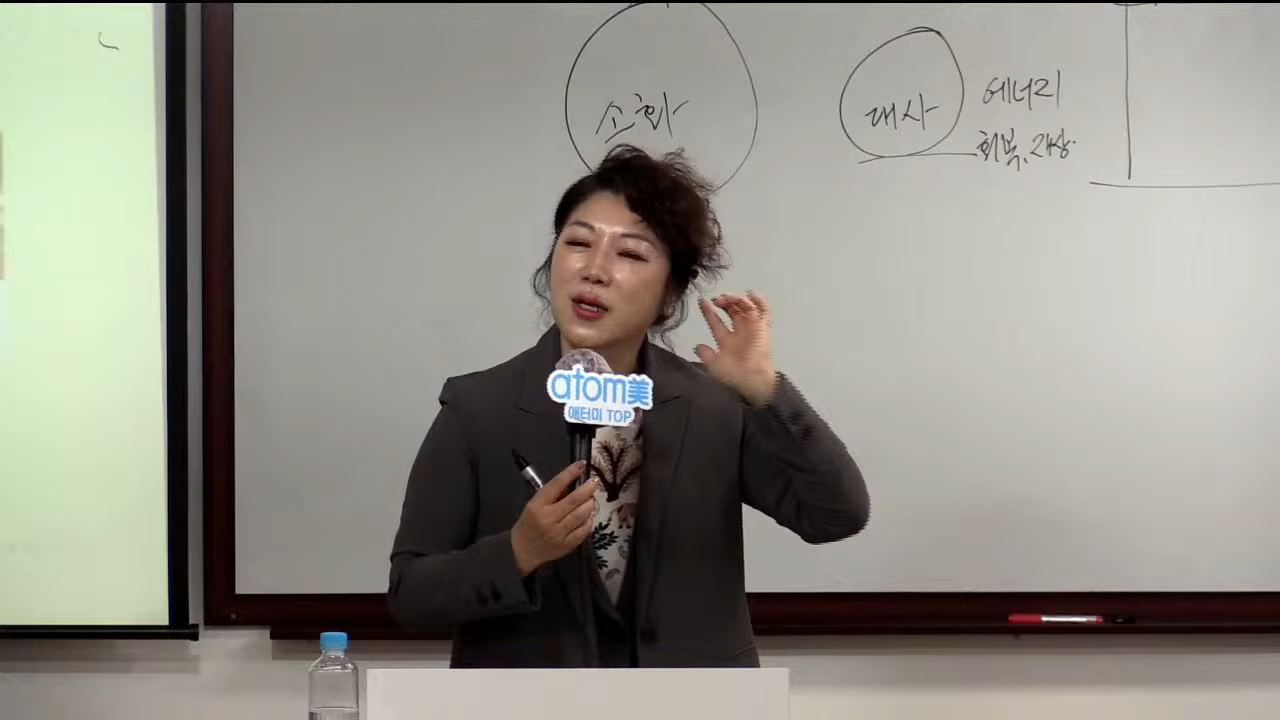 소화
대사
에너리
회복, 재생
atom美
애터미 TOP